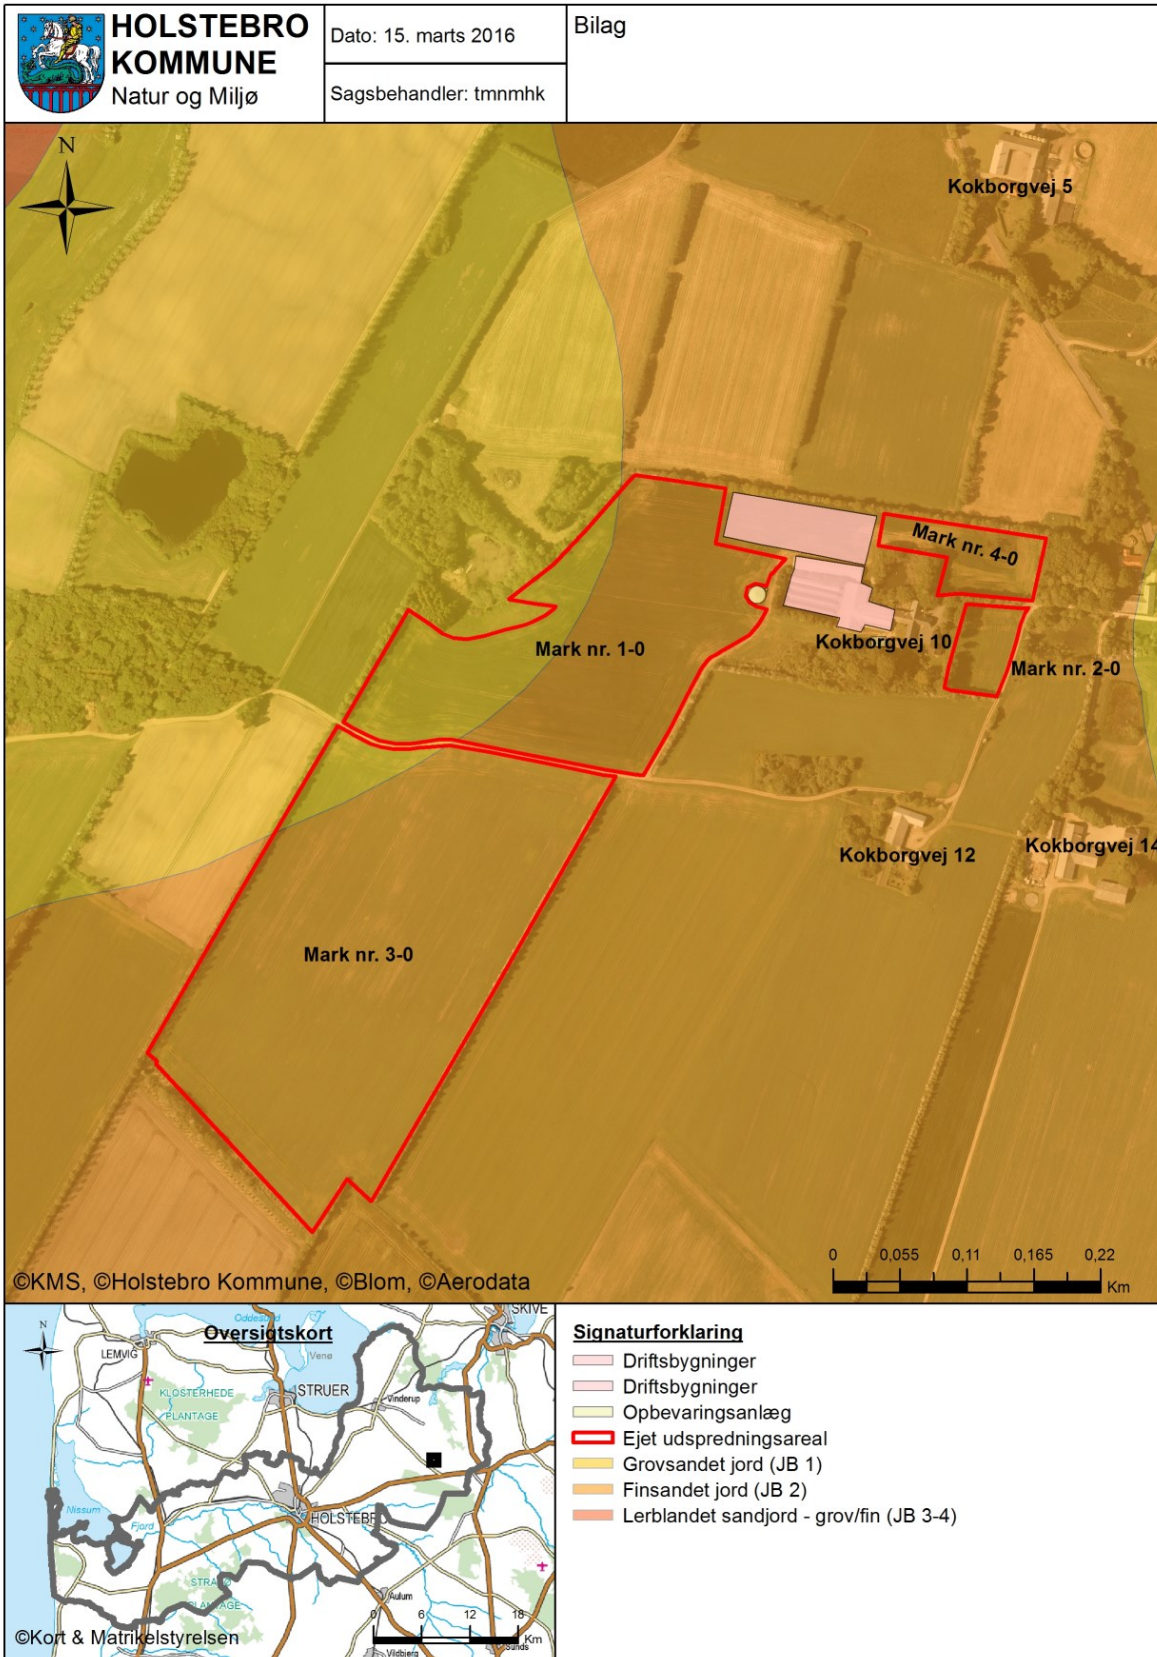 HOLSTEBRO
KOMMUNE
Natur og Miljø
Dato: 15. marts 2016
Sagsbehandler: tmnmhk
Bilag
N
Kokborgvej 5
Mark nr. 4-0
Mark nr. 1-0
Kokborgvej 10
Mark nr. 2-0
Kokborgvej 12
Kokborgvej 14
Mark nr. 3-0
0 0,055 0,11 0,165 0,22
Km
©KMS, ©Holstebro Kommune, ©Blom, ©Aerodata
Oversigtskort
N
SKIVE
LEMVIG
Venø
KLOSTERHEDE
PLANTAGE
STRUER
Vinderup
Nissum
Fjord
HOLSTEBRO
PLANTAGE
Aulum
0 6 12 18
Km
Vildbjerg
Sunds
©Kort & Matrikelstyrelsen
Signaturforklaring
Driftsbygninger
Driftsbygninger
Opbevaringsanlæg
Ejet udspredningsareal
Grovsandet jord (JB 1)
Finsandet jord (JB 2)
Lerblandet sandjord - grov/fin (JB 3-4)